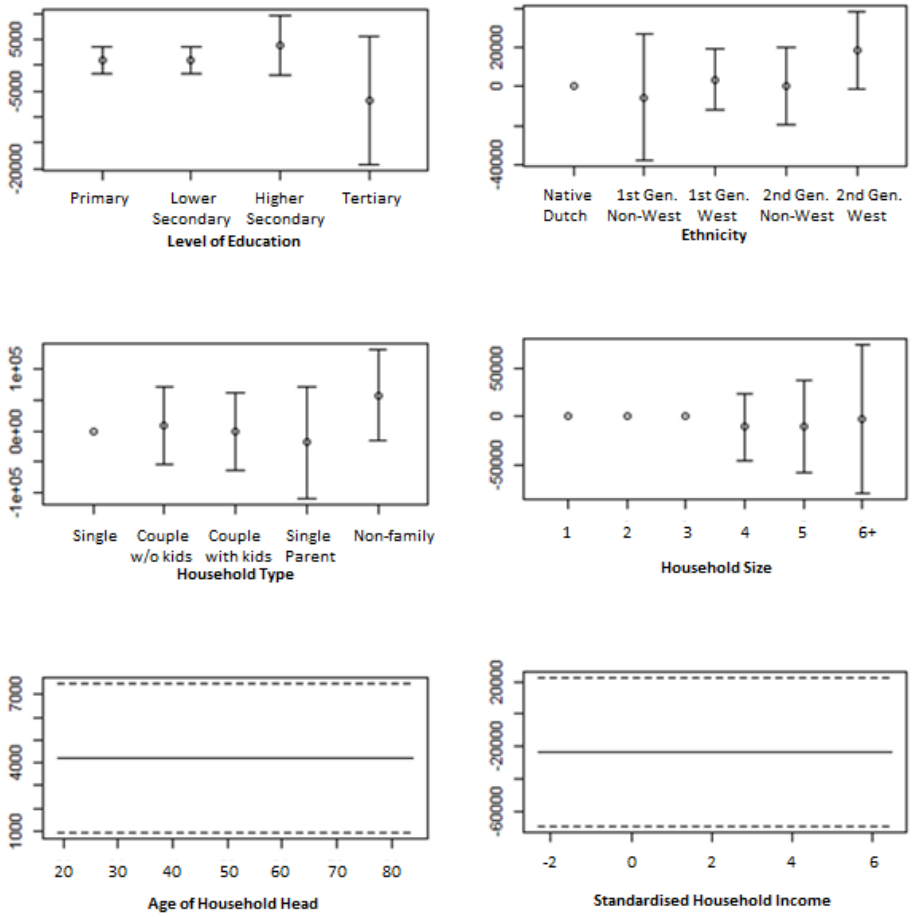 5000
-5000
-20000
Primary Lower Higher Tertiary
Secondary Secondary
Level of Education
20000
0
-40000
Native 1st Gen. 1st Gen. 2nd Gen. 2nd Gen.
Dutch Non-West West Non-West West
Ethnicity
1e+05
0e+00
-1e+05
Single Couple Couple Single Non-family
w/o kids with kids Parent
Household Type
50000
0
-50000
1 2 3 4 5 6+
Household Size
7000
4000
1000
20 30 40 50 60 70 80
Age of Household Head
20000
-20000
-60000
-2 0 2 4 6
Standardised Household Income